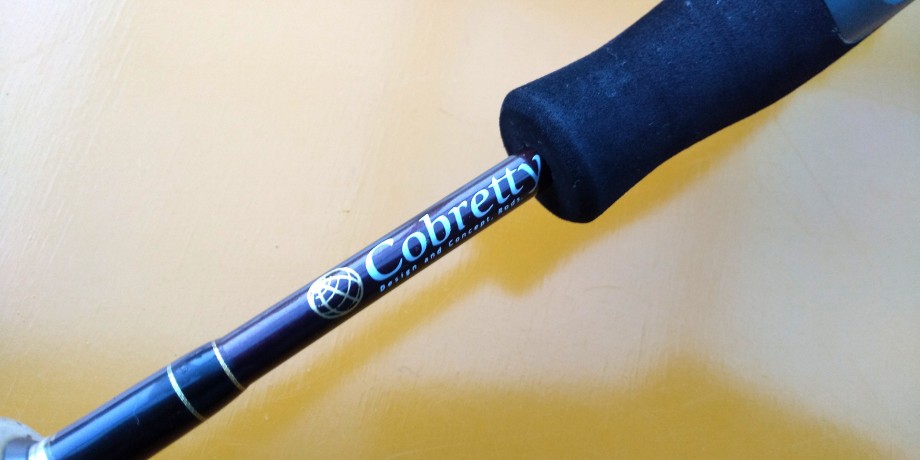 Cobretty
Design and Concept. Rods.